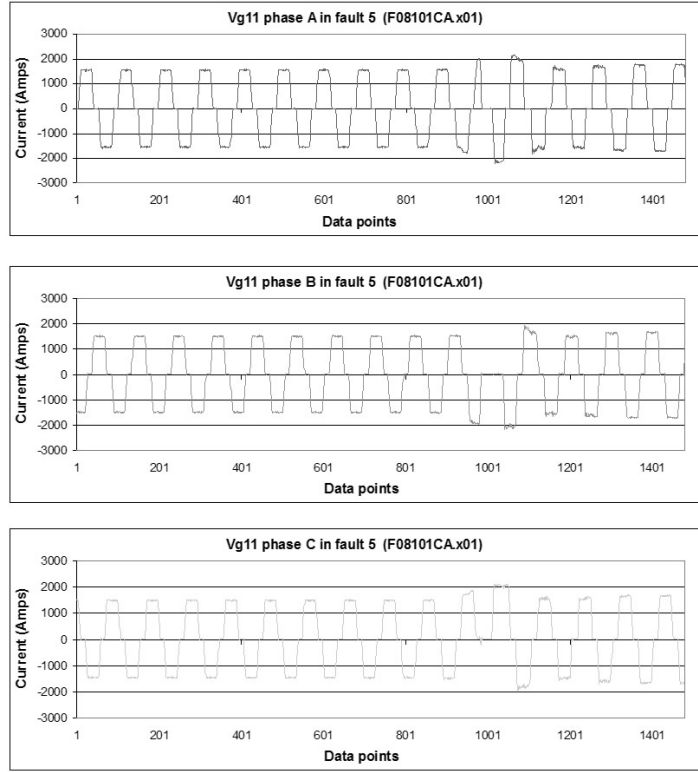 Vg11 phase A in fault 5 (F08101CA.x01)
Current (Amps)
3000
2000
1000
0
-1000
-2000
-3000
1 201 401 601 801 1001 1201 1401
Data points
Vg11 phase B in fault 5 (F08101CA.x01)
Current (Amps)
3000
2000
1000
0
-1000
-2000
-3000
1 201 401 601 801 1001 1201 1401
Data points
Vg11 phase C in fault 5 (F08101CA.x01)
Current (Amps)
3000
2000
1000
0
-1000
-2000
-3000
1 201 401 601 801 1001 1201 1401
Data points